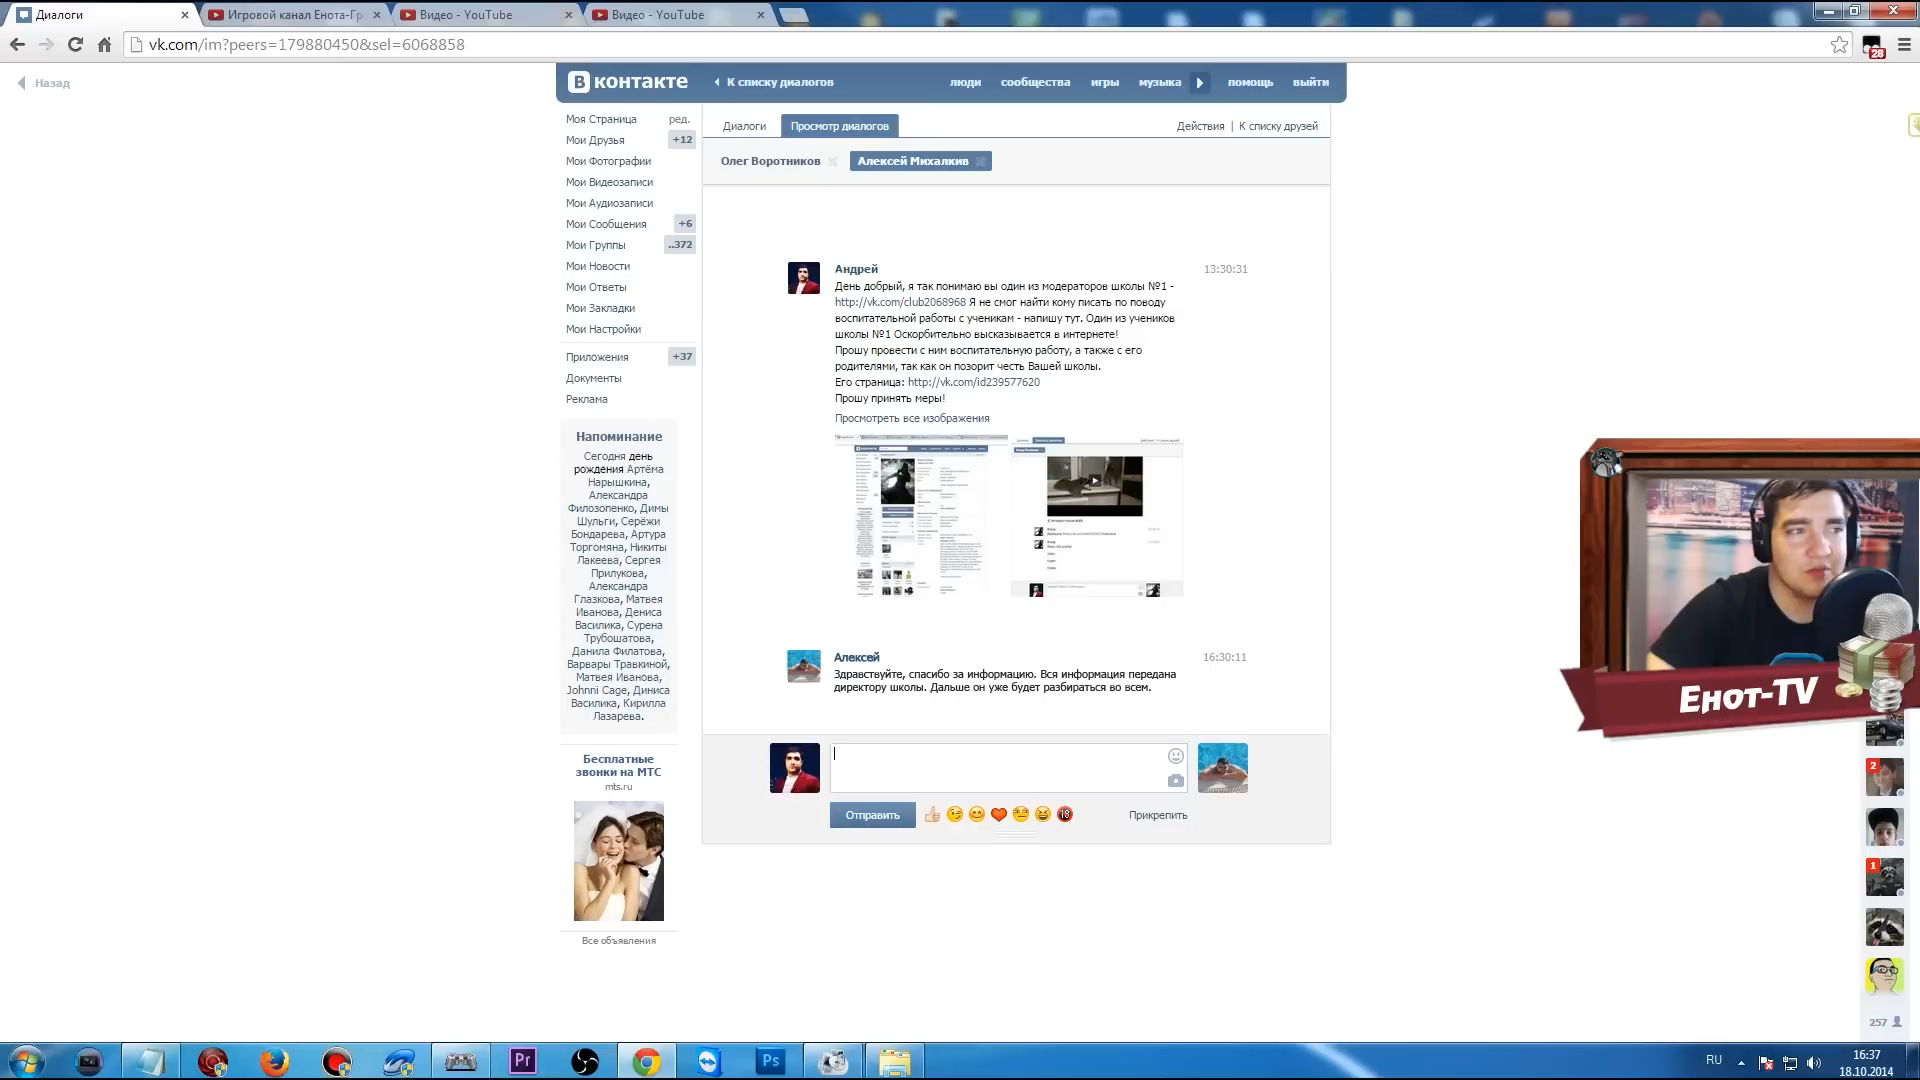 Диалоги
Игровой канал Енота-Гр
Видео - YouTube
Видео - YouTube
vk.com/im?peers=179880450&sel=6068858
28
Назад
В контакте
К списку диалогов
люди
сообщества
игры
музыка
помощь
выйти
Моя Страница
ред.
Мои Друзья
+12
Мои Фотографии
Мои Видеозаписи
Мои Аудиозаписи
Мои Сообщения
+6
Мои Группы
..372
Мои Новости
Мои Ответы
Мои Закладки
Мои Настройки
Приложения
+37
Документы
Реклама
Напоминание
Сегодня день
рождения Артёма
Нарышкина,
Александра
Филозопенко, Димы
Шульги, Серёжи
Бондарева, Артура
Торгомяна, Никиты
Лакеева, Сергея
Прилукова,
Александра
Глазкова, Матвея
Иванова, Дениса
Василика, Сурена
Трубошатова,
Данила Филатова,
Варвары Травкиной,
Матвея Иванова,
Johnni Cage, Диниса
Василика, Кирилла
Лазарева.
Бесплатные
звонки на МТС
mts.ru
Все объявления
Диалоги
Просмотр диалогов
Действия | К списку друзей
Олег Воротников
Алексей Михалкив
Андрей
13:30:31
День добрый, я так понимаю вы один из модераторов школы №1 -
http://vk.com/club2068968 Я не смог найти кому писать по поводу
воспитательной работы с ученикам - напишу тут. Один из учеников
школы №1 Оскорбительно высказывается в интернете!
Прошу провести с ним воспитательную работу, а также с его
родителями, так как он позорит честь Вашей школы.
Его страница: http://vk.com/id239577620
Прошу принять меры!
Просмотреть все изображения
Алексей
16:30:11
Здравствуйте, спасибо за информацию. Вся информация передана
директору школы. Дальше он уже будет разбираться во всем.
Отправить
18
Прикрепить
Енот-TV
2
1
257
Pr
Ps
RU
16:37
18.10.2014